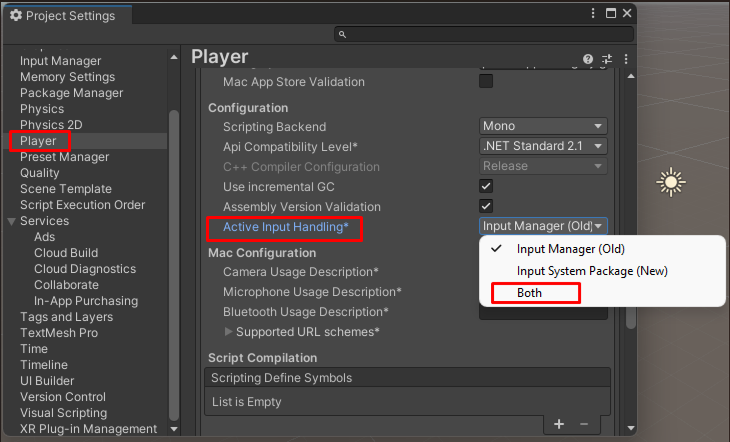 Project Settings
Input Manager
Memory Settings
Package Manager
Physics
Physics 2D
Player
Preset Manager
Quality
Scene Template
Script Execution Order
Services
Ads
Cloud Build
Cloud Diagnostics
Collaborate
In-App Purchasing
Tags and Layers
TextMesh Pro
Time
Timeline
UI Builder
Version Control
Visual Scripting
XR Plug-in Management
Player
Mac App Store Validation
Configuration
Scripting Backend Mono
Api Compatibility Level* .NET Standard 2.1
C++ Compiler Configuration Release
Use incremental GC
Assembly Version Validation
Active Input Handling* Input Manager (Old)
Input Manager (Old)
Input System Package (New)
Both
Mac Configuration
Camera Usage Description*
Microphone Usage Description*
Bluetooth Usage Description*
Supported URL schemes*
Script Compilation
Scripting Define Symbols
List is Empty